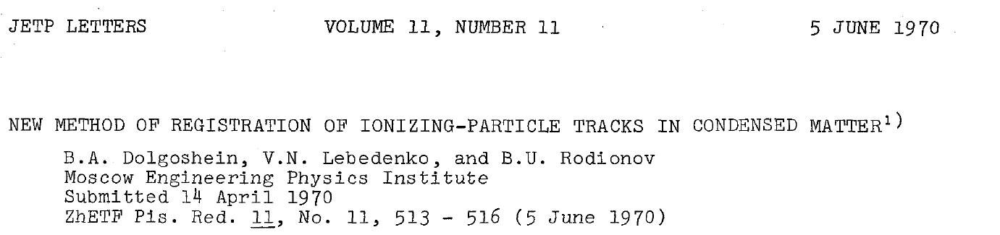 JETP LETTERS VOLUME 11, NUMBER 11 5 JUNE 1970
NEW METHOD OF REGISTRATION OF IONIZING-PARTICLE TRACKS IN CONDENSED MATTER¹)
B.A. Dolgoshein, V.N. Lebedenko, and B.U. Rodionov
Moscow Engineering Physics Institute
Submitted 14 April 1970
ZhETF Pis. Red. 11, No. 11, 513 - 516 (5 June 1970)